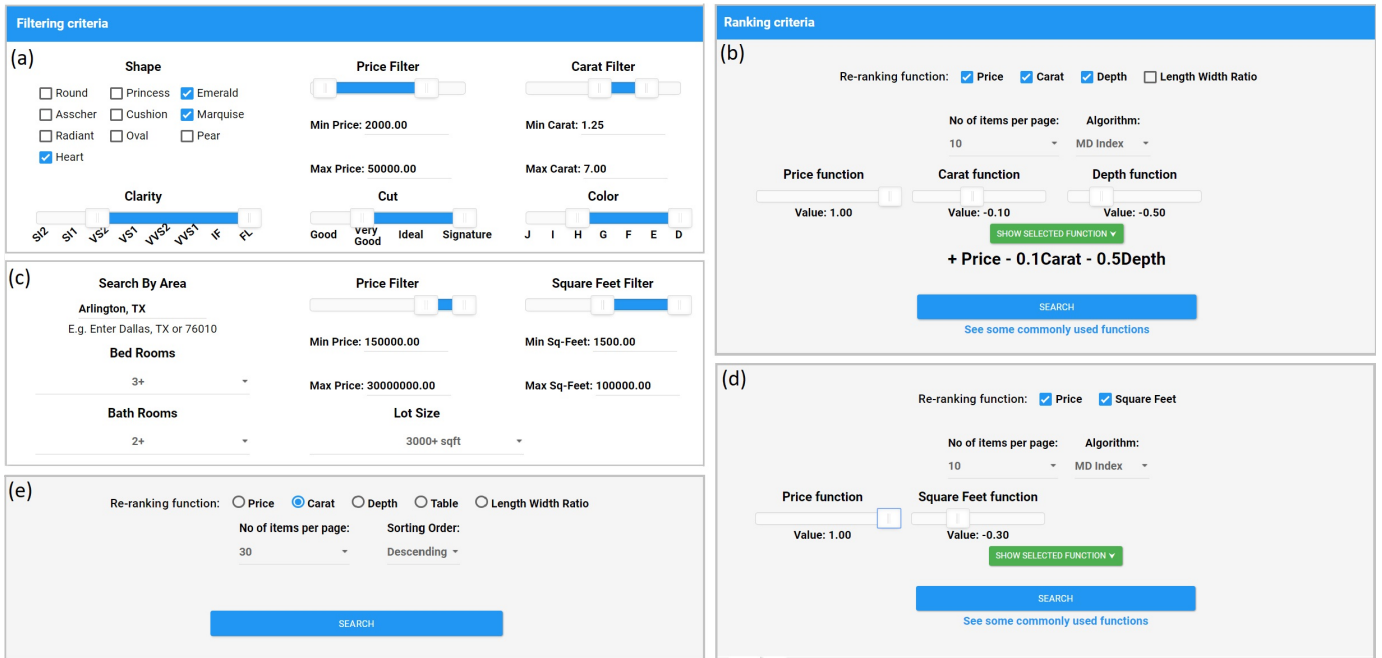 Filtering criteria
(a)
Shape
Round Princess Emerald
Asscher Cushion Marquise
Radiant Oval Pear
Heart
Price Filter
Min Price: 2000.00
Max Price: 50000.00
Carat Filter
Min Carat: 1.25
Max Carat: 7.00
Clarity
SI2 SI1 VS2 VS1 VVS2 VVS1 IF FL
Cut
Good Very Good Ideal Signature
Color
J I H G F E D
Ranking criteria
(b)
Re-ranking function: Price Carat Depth Length Width Ratio
No of items per page: Algorithm:
10 MD Index
Price function Carat function Depth function
Value: 1.00 Value: -0.10 Value: -0.50
SHOW SELECTED FUNCTION
+ Price - 0.1Carat - 0.5Depth
SEARCH
See some commonly used functions
(c)
Search By Area
Arlington, TX
E.g. Enter Dallas, TX or 76010
Bed Rooms
3+
Bath Rooms
2+
Price Filter
Min Price: 150000.00
Max Price: 30000000.00
Square Feet Filter
Min Sq-Feet: 1500.00
Max Sq-Feet: 100000.00
Lot Size
3000+ sqft
(d)
Re-ranking function: Price Square Feet
No of items per page: Algorithm:
10 MD Index
Price function Square Feet function
Value: 1.00 Value: -0.30
SHOW SELECTED FUNCTION
SEARCH
See some commonly used functions
(e)
Re-ranking function: Price Carat Depth Table Length Width Ratio
No of items per page: Sorting Order:
30 Descending
SEARCH